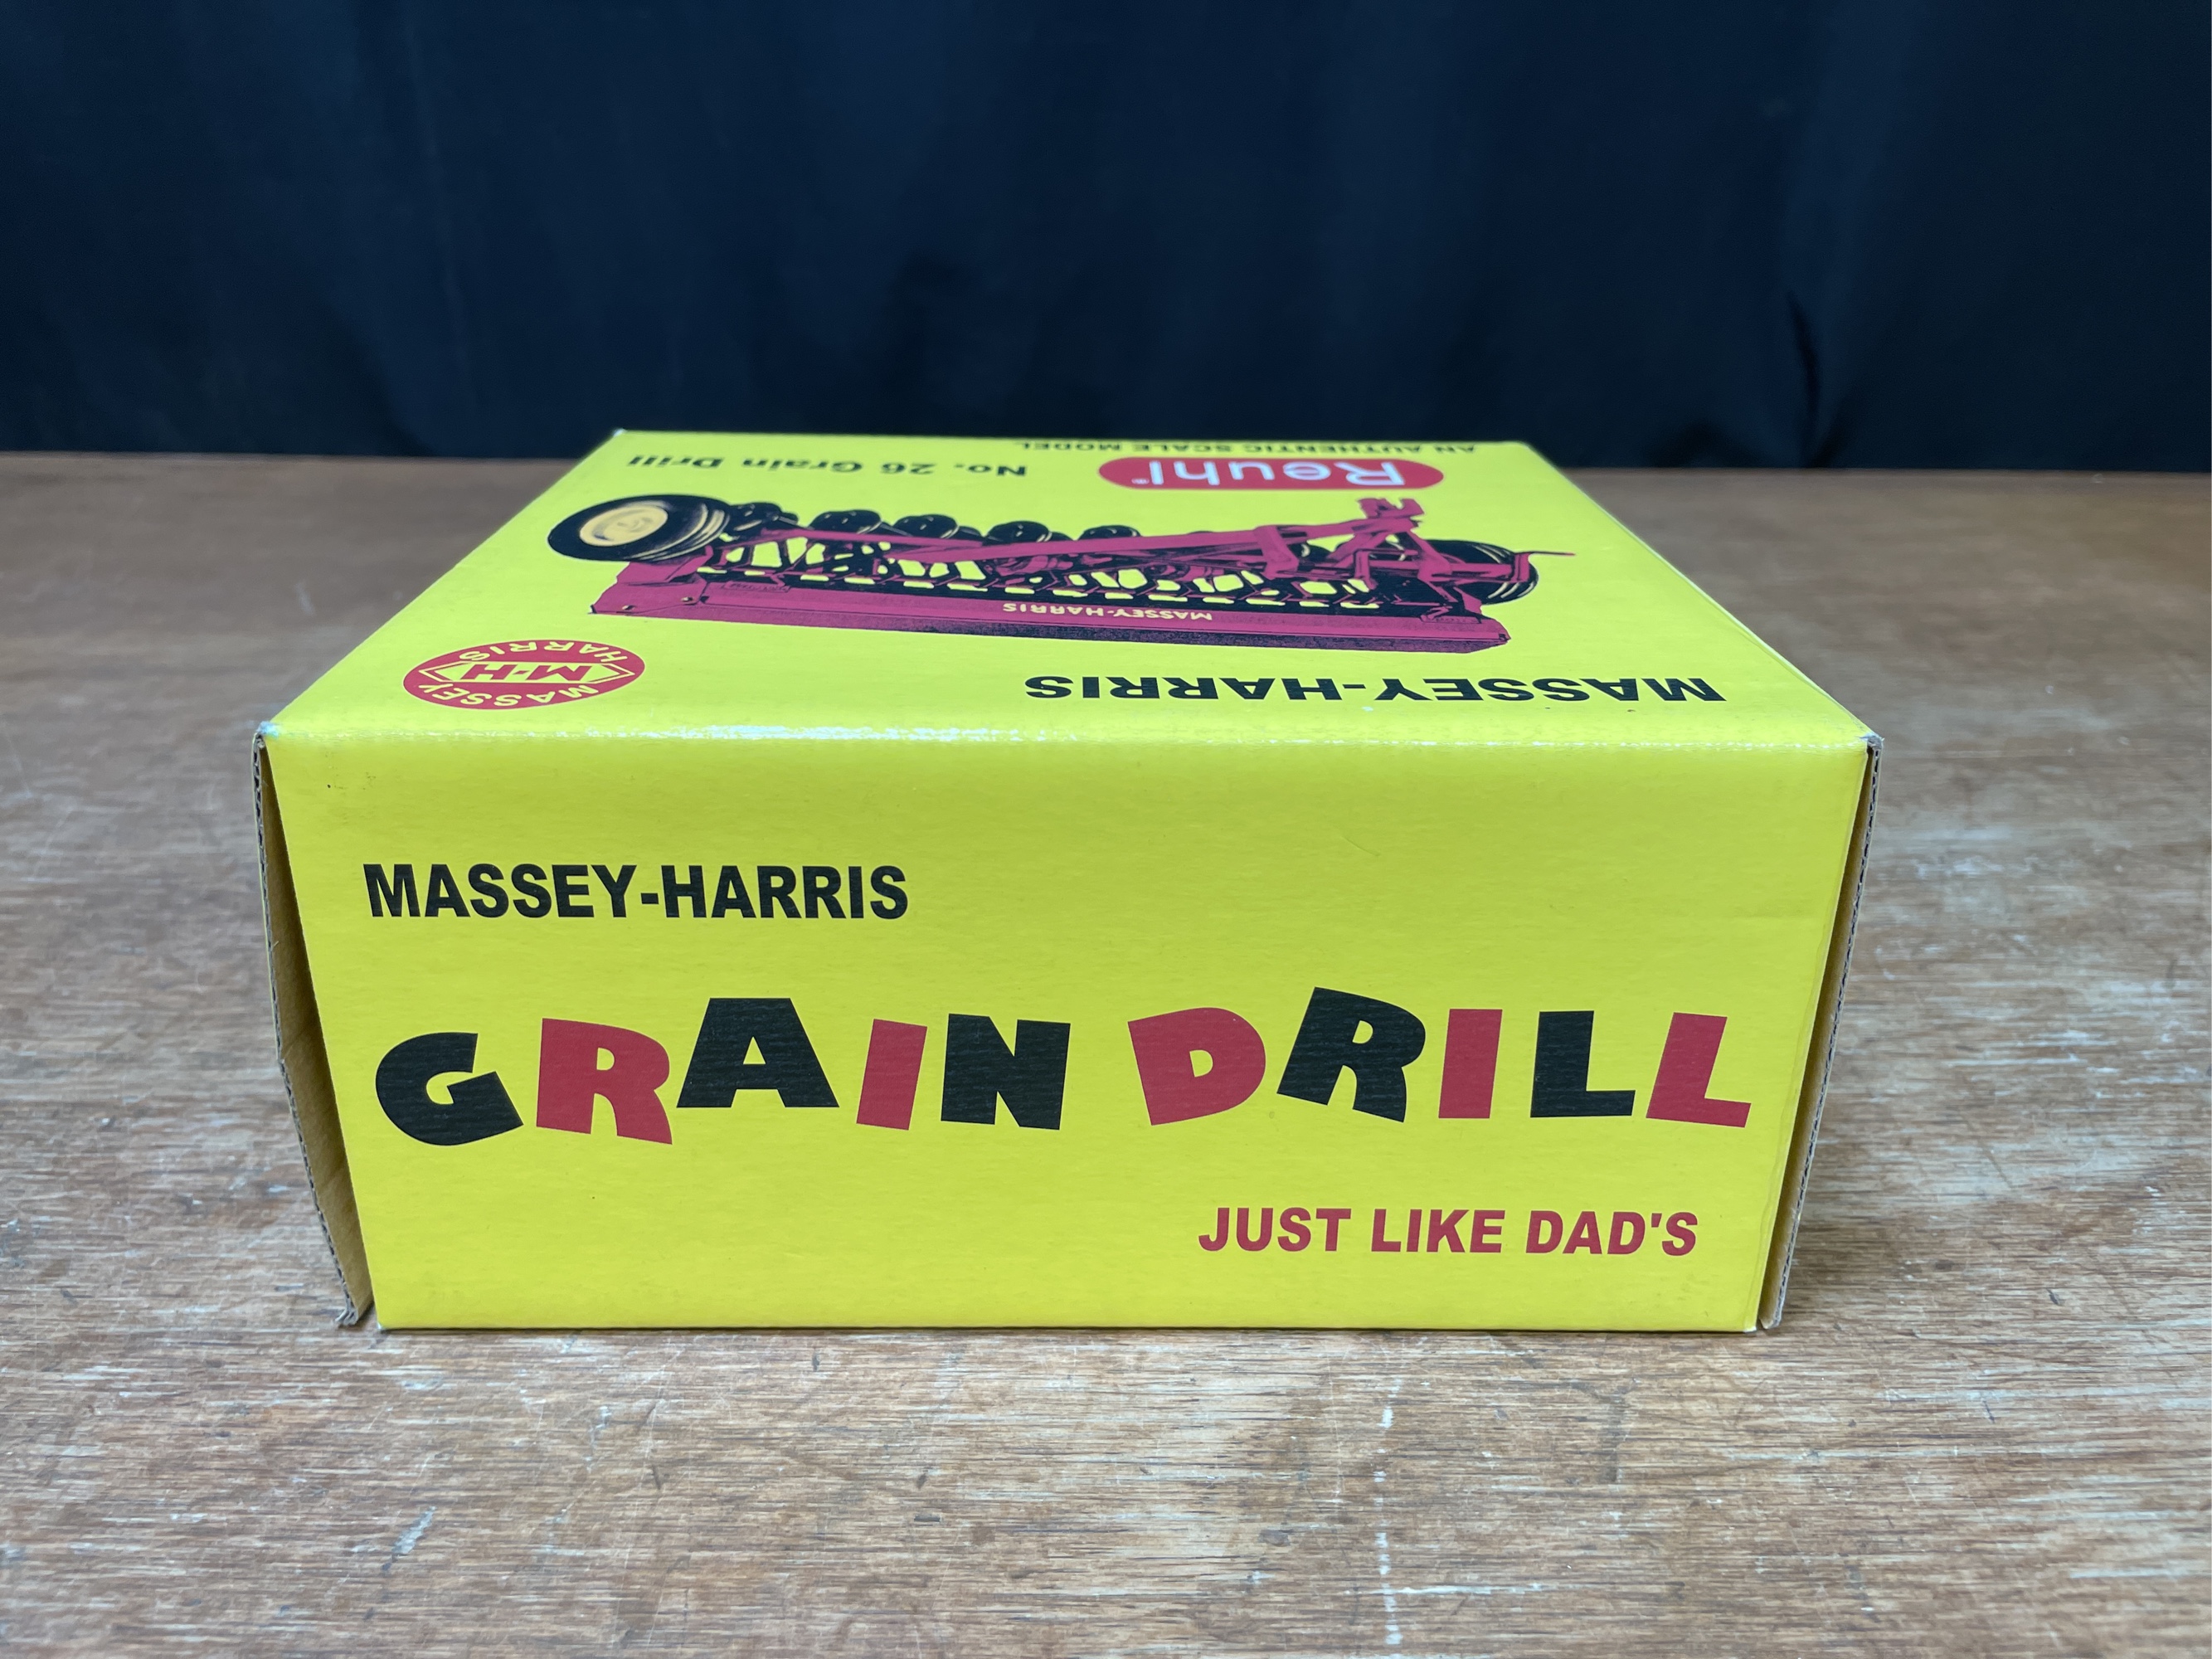 AN AUTHENTIC SCALE MODEL
Reuhl®
No. 26 Grain Drill
MASSEY-HARRIS
MASSEY-HARRIS
MASSEY
M-H
HARRIS
MASSEY-HARRIS
GRAIN DRILL
JUST LIKE DAD'S